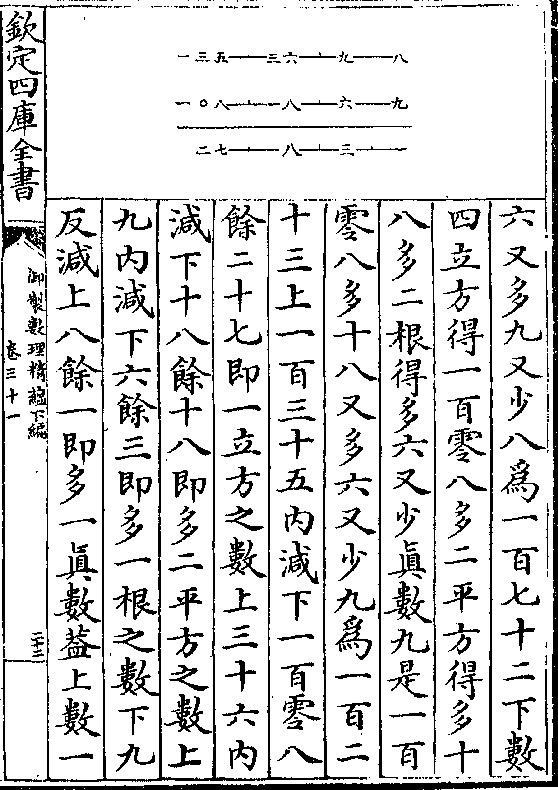 一三五 三六 九 八
一〇八 一八 六 九
二七 一八 三 一
六又多九又少八爲一百七十二下數
四立方得一百零八多二平方得多十
八多二根得多六又少眞數九是一百
零八多十八又多六又少九爲一百二
十三上一百三十五内減下一百零八
餘二十七即一立方之數上三十六内
減下十八餘十八即多二平方之數上
九内減下六餘三即多一根之數下九
反減上八餘一即多一眞數葢上數一
欽定四庫全書
御製數理精蘊下編
卷三十一